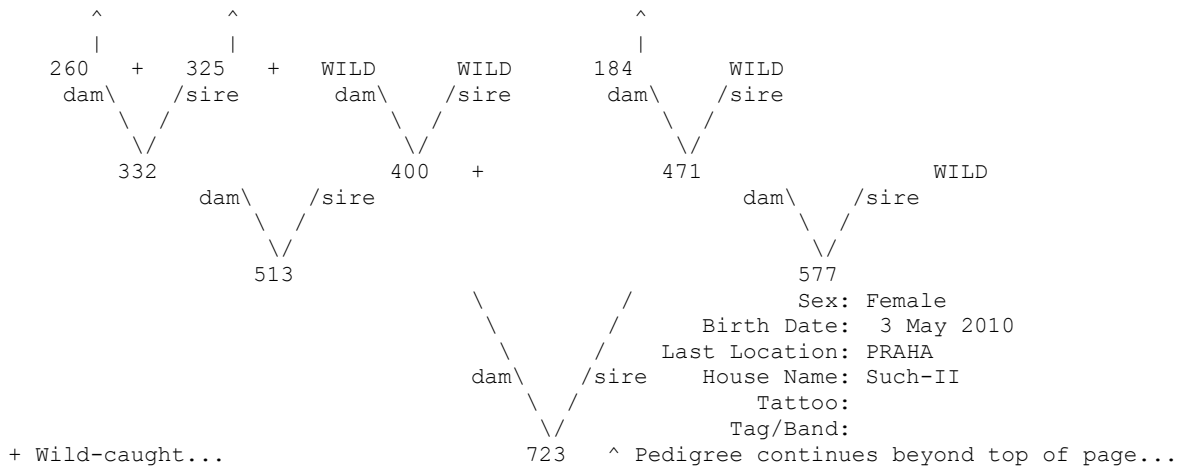 ^ ^ ^
| | |
260 + 325 + WILD WILD 184 WILD
dam\ /sire dam\ /sire dam\ /sire
\ / \ / \ /
\/ \/ \/
332 400 + 471 WILD
dam\ /sire dam\ /sire
\ / \ /
\/ \/
513 577
\ / Sex: Female
\ / Birth Date: 3 May 2010
\ / Last Location: PRAHA
dam\ /sire House Name: Such-II
\ / Tattoo:
\/ Tag/Band:
+ Wild-caught... 723 ^ Pedigree continues beyond top of page...